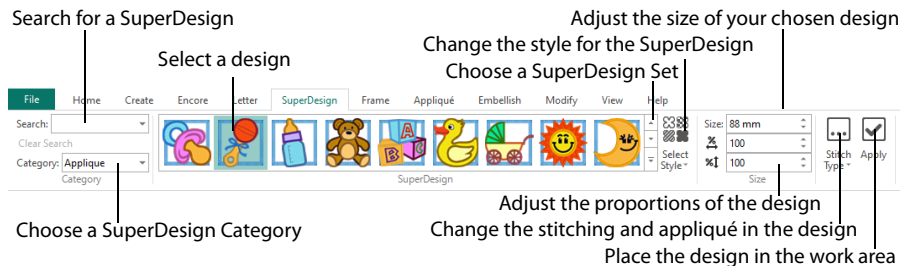 Search for a SuperDesign
Adjust the size of your chosen design
Change the style for the SuperDesign
Select a design
Choose a SuperDesign Set
File Home Create Encore Letter SuperDesign Frame Appliqué Embellish Modify View Help
Search:
Clear Search
Category: Applique
Category
A
B C
SuperDesign
Select
Style
Size: 88 mm
% 100
% 100
Size
Stitch
Type
Apply
Adjust the proportions of the design
Choose a SuperDesign Category
Change the stitching and appliqué in the design
Place the design in the work area